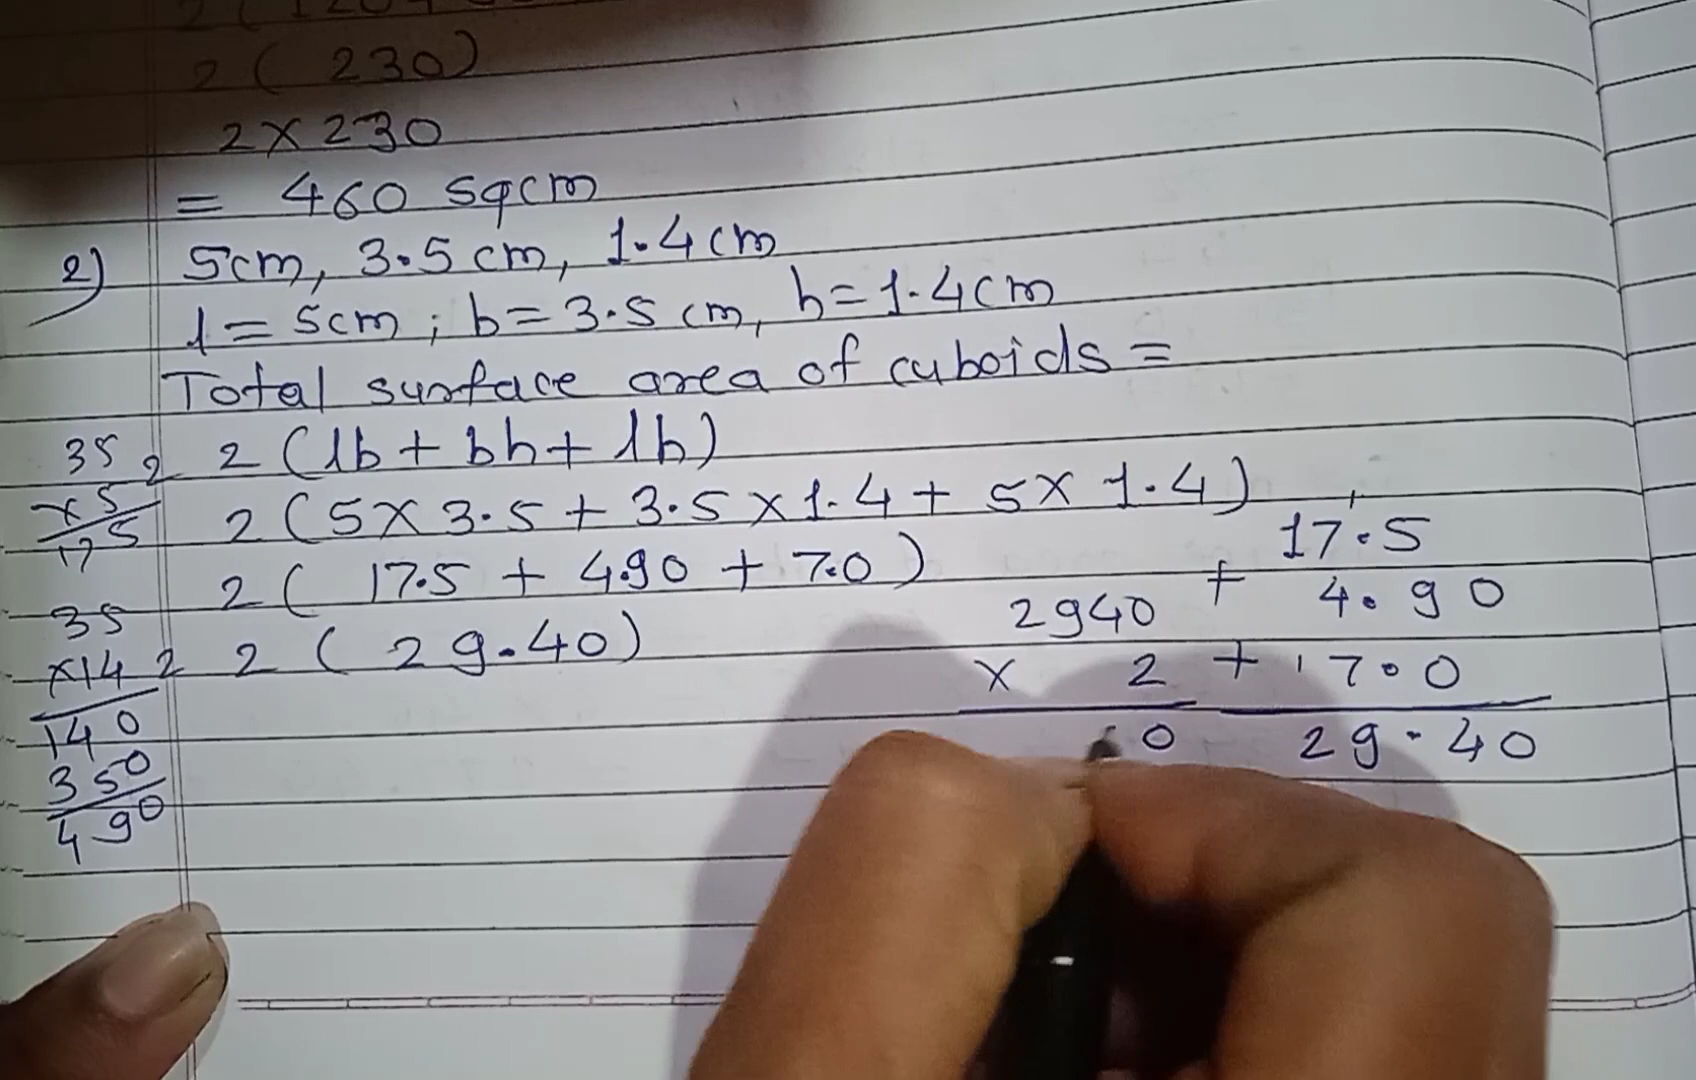 2 ( 230)
2 x 230
= 460 sqcm
2) 5cm, 3.5 cm, 1.4cm
l = 5cm ; b = 3.5 cm, h = 1.4cm
Total surface area of cuboids =
2 (lb + bh + lh)
2 (5 x 3.5 + 3.5 x 1.4 + 5 x 1.4)
2 ( 17.5 + 4.90 + 7.0 )
2 ( 29.40)
35
x5
175
35
x14
140
350
490
2940
x 2
0
17.5
+ 4.90
+ 7.0
29.40